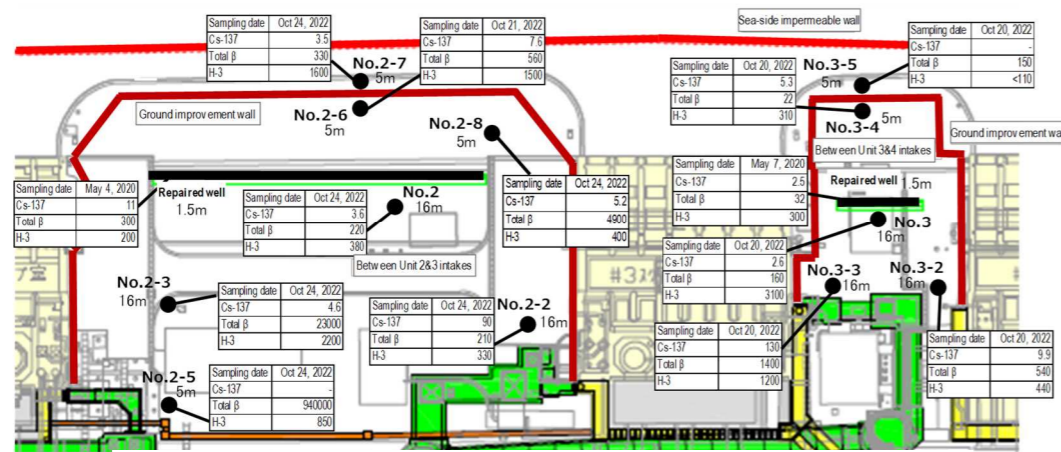 Sea-side impermeable wall
Sampling date Oct 24, 2022
Cs-137 3.5
Total β 330
H-3 1600
No.2-7
5m
Sampling date Oct 21, 2022
Cs-137 7.6
Total β 560
H-3 1500
No.2-6
5m
Ground improvement wall
No.2-8
5m
Sampling date Oct 20, 2022
Cs-137 -
Total β 150
H-3 <110
No.3-5
5m
Sampling date Oct 20, 2022
Cs-137 5.3
Total β 22
H-3 310
5m
No.3-4
Ground improvement wa
Between Unit 3&4 intakes
Sampling date May 4, 2020
Cs-137 11
Total β 300
H-3 200
Repaired well
1.5m
Sampling date Oct 24, 2022
Cs-137 3.6
Total β 220
H-3 380
No.2
16m
Between Unit 2&3 intakes
Sampling date Oct 24, 2022
Cs-137 5.2
Total β 4900
H-3 400
Sampling date May 7, 2020
Cs-137 2.5
Total β 32
H-3 300
Repaired well 1.5m
No.3
16m
Sampling date Oct 20, 2022
Cs-137 2.6
Total β 160
H-3 3100
プ室
#3ス
No.2-3
16m
Sampling date Oct 24, 2022
Cs-137 4.6
Total β 23000
H-3 2200
Sampling date Oct 24, 2022
Cs-137 90
Total β 210
H-3 330
No.2-2
16m
No.3-3
16m
No.3-2
16m
Sampling date Oct 20, 2022
Cs-137 130
Total β 1400
H-3 1200
Sampling date Oct 20, 2022
Cs-137 9.9
Total β 540
H-3 440
No.2-5
5m
Sampling date Oct 24, 2022
Cs-137 -
Total β 940000
H-3 850